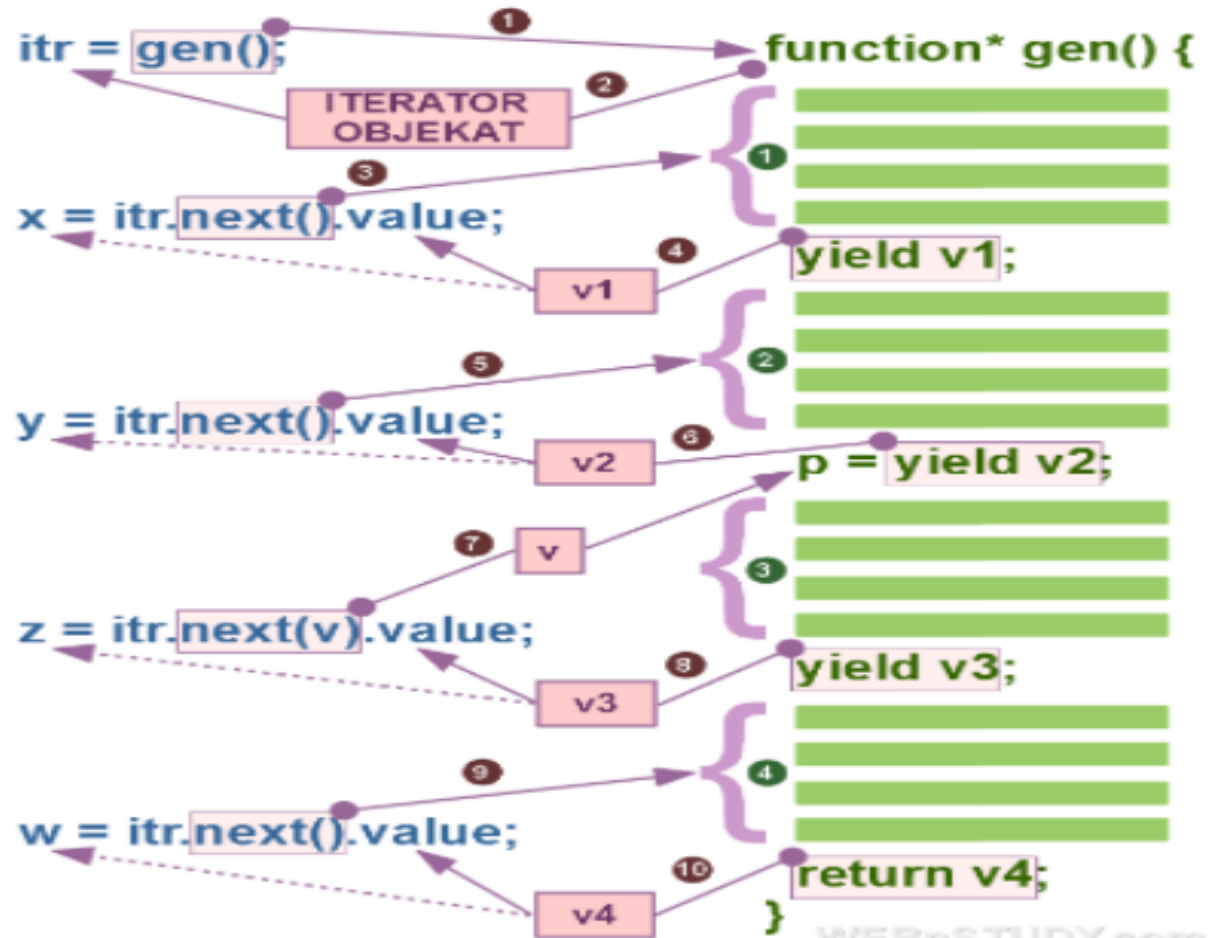 itr = gen();
1
function* gen() {
2
ITERATOR
OBJEKAT
1
3
x = itr.next().value;
4
yield v1;
v1
2
5
y = itr.next().value;
6
v2
p = yield v2;
7
v
3
z = itr.next(v).value;
8
yield v3;
v3
9
4
w = itr.next().value;
10
return v4;
v4
}